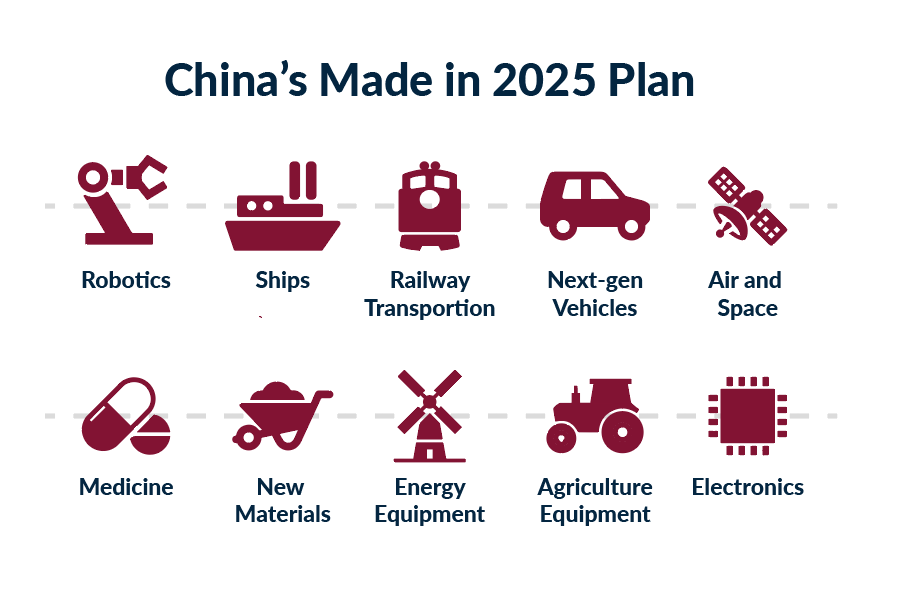 China's Made in 2025 Plan
Robotics
Ships
Railway
Transportion
Next-gen
Vehicles
Air and
Space
Medicine
New
Materials
Energy
Equipment
Agriculture
Equipment
Electronics